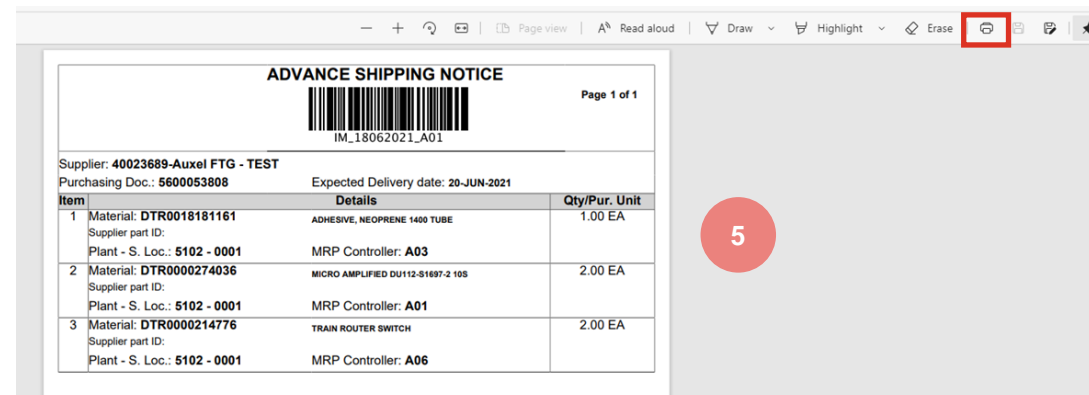 Page view Read aloud Draw Highlight Erase
ADVANCE SHIPPING NOTICE
Page 1 of 1
IM_18062021_A01
Supplier: 40023689-Auxel FTG - TEST
Purchasing Doc.: 5600053808 Expected Delivery date: 20-JUN-2021
Item Details Qty/Pur. Unit
1 Material: DTR0018181161 ADHESIVE, NEOPRENE 1400 TUBE 1.00 EA
Supplier part ID:
Plant - S. Loc.: 5102 - 0001 MRP Controller: A03
2 Material: DTR0000274036 MICRO AMPLIFIED DU112-S1697-2 10S 2.00 EA
Supplier part ID:
Plant - S. Loc.: 5102 - 0001 MRP Controller: A01
3 Material: DTR0000214776 TRAIN ROUTER SWITCH 2.00 EA
Supplier part ID:
Plant - S. Loc.: 5102 - 0001 MRP Controller: A06
5